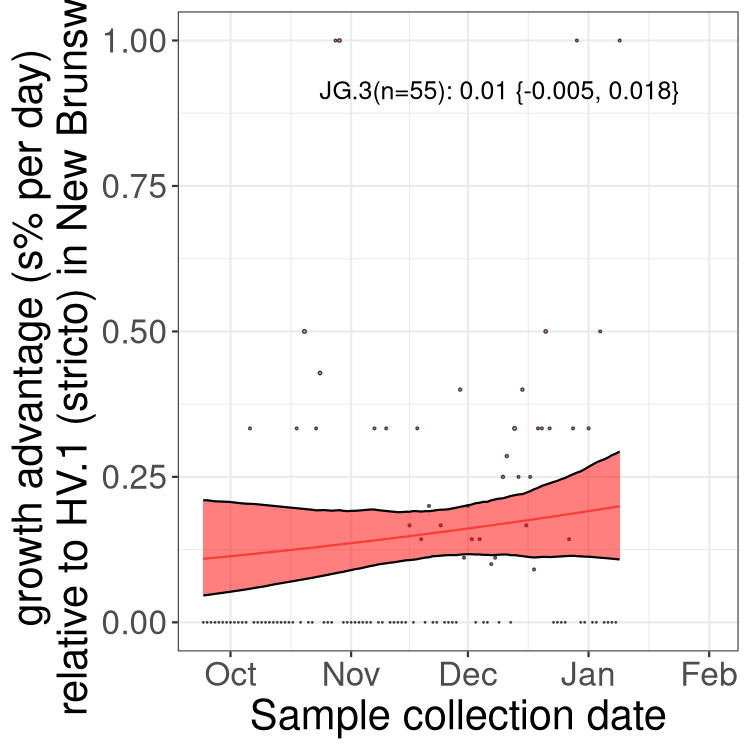 growth advantage (s% per day)
relative to HV.1 (stricto) in New Brunsw
1.00
0.75
0.50
0.25
0.00
JG.3(n=55): 0.01 {-0.005, 0.018}
Oct Nov Dec Jan Feb
Sample collection date